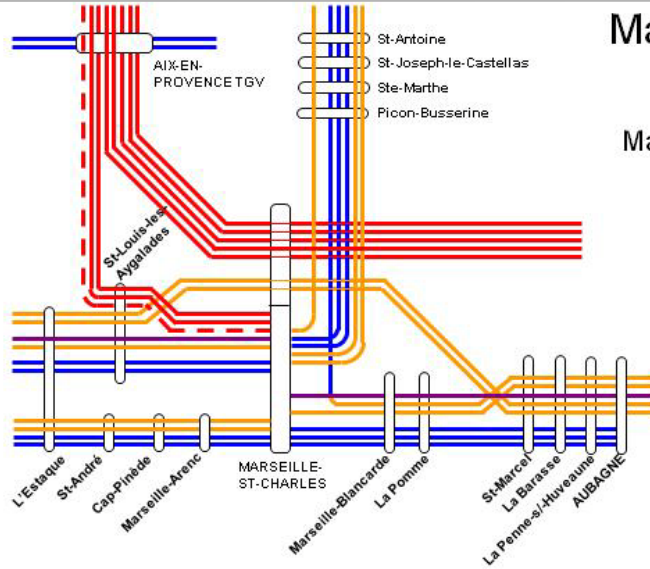 Ma
St-Antoine
St-Joseph-le-Castellas
AIX-EN-
PROVENCE TGV
Ste-Marthe
Picon-Busserine
Ma
St-Louis-les-
Aygalades
L'Estaque
St-André
Cap-Pinède
Marseille-Arenc
MARSEILLE-
ST-CHARLES
Marseille-Blancarde
La Pomme
St-Marcel
La Barasse
La Penne-s/-Huveaune
AUBAGNE